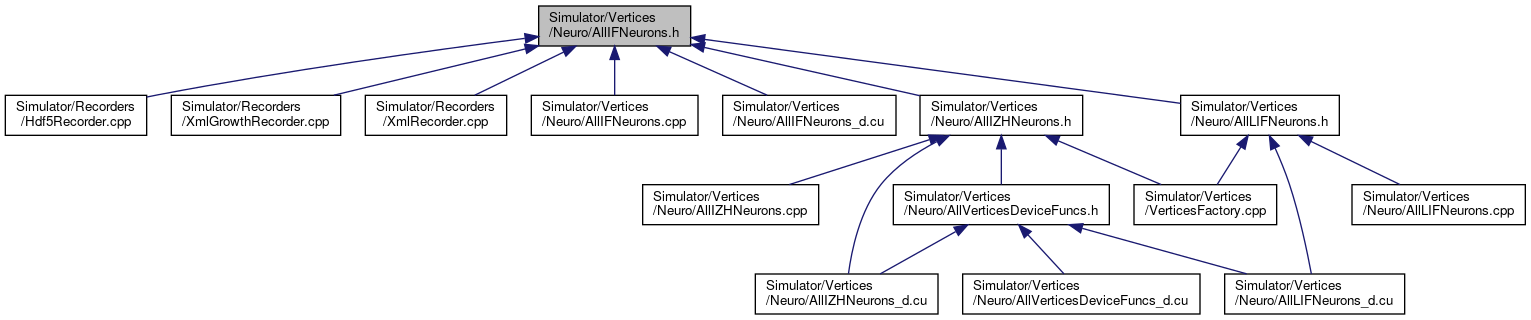 Simulator/Vertices
/Neuro/AllIFNeurons.h
Simulator/Recorders
/Hdf5Recorder.cpp
Simulator/Recorders
/XmlGrowthRecorder.cpp
Simulator/Recorders
/XmlRecorder.cpp
Simulator/Vertices
/Neuro/AllIFNeurons.cpp
Simulator/Vertices
/Neuro/AllIFNeurons_d.cu
Simulator/Vertices
/Neuro/AllIZHNeurons.h
Simulator/Vertices
/Neuro/AllLIFNeurons.h
Simulator/Vertices
/Neuro/AllIZHNeurons.cpp
Simulator/Vertices
/Neuro/AllVerticesDeviceFuncs.h
Simulator/Vertices
/VerticesFactory.cpp
Simulator/Vertices
/Neuro/AllLIFNeurons.cpp
Simulator/Vertices
/Neuro/AllIZHNeurons_d.cu
Simulator/Vertices
/Neuro/AllVerticesDeviceFuncs_d.cu
Simulator/Vertices
/Neuro/AllLIFNeurons_d.cu